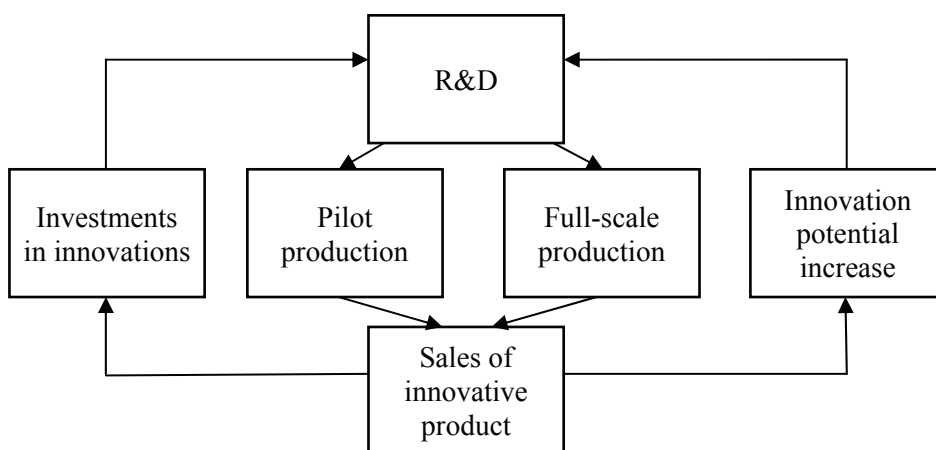 R&D
Investments
in innovations
Pilot
production
Full-scale
production
Innovation
potential
increase
Sales of
innovative
product